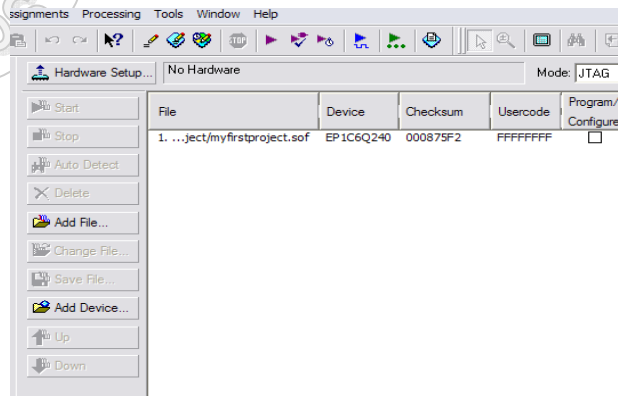 ssignments Processing Tools Window Help
STOP
Hardware Setup... No Hardware Mode: JTAG
Start
Stop
Auto Detect
Delete
Add File...
Change File...
Save File...
Add Device...
Up
Down
File Device Checksum Usercode Program/
Configure
1. ...ject/myfirstproject.sof EP1C6Q240 000875F2 FFFFFFFF